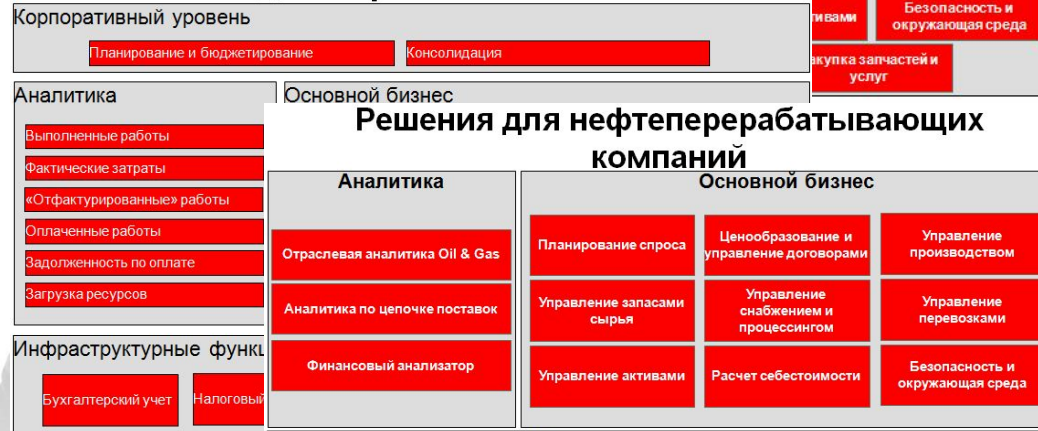 Корпоративный уровень
Планирование и бюджетирование
Консолидация
Безопасность и
окружающая среда
запчастей и
услуг
Аналитика
Выполненные работы
Фактические затраты
«Отфактурированные» работы
Оплаченные работы
Задолженность по оплате
Загрузка ресурсов
Основной бизнес
Инфраструктурные
Бухгалтерский учет
Налоговый
Решения для нефтеперерабатывающих
компаний
Аналитика
Отраслевая аналитика Oil & Gas
Аналитика по цепочке поставок
Финансовый анализатор
Основной бизнес
Планирование спроса
Ценообразование и
управление договорами
Управление
производством
Управление запасами
сырья
Управление
снабжением и
процессингом
Управление
перевозками
Управление активами
Расчет себестоимости
Безопасность и
окружающая среда